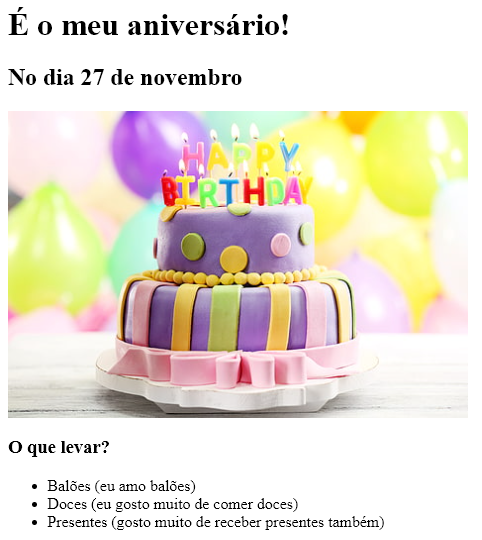 É o meu aniversário!
No dia 27 de novembro
HAPPY
BIRTHDAY
O que levar?
Balões (eu amo balões)
Doces (eu gosto muito de comer doces)
Presentes (gosto muito de receber presentes também)